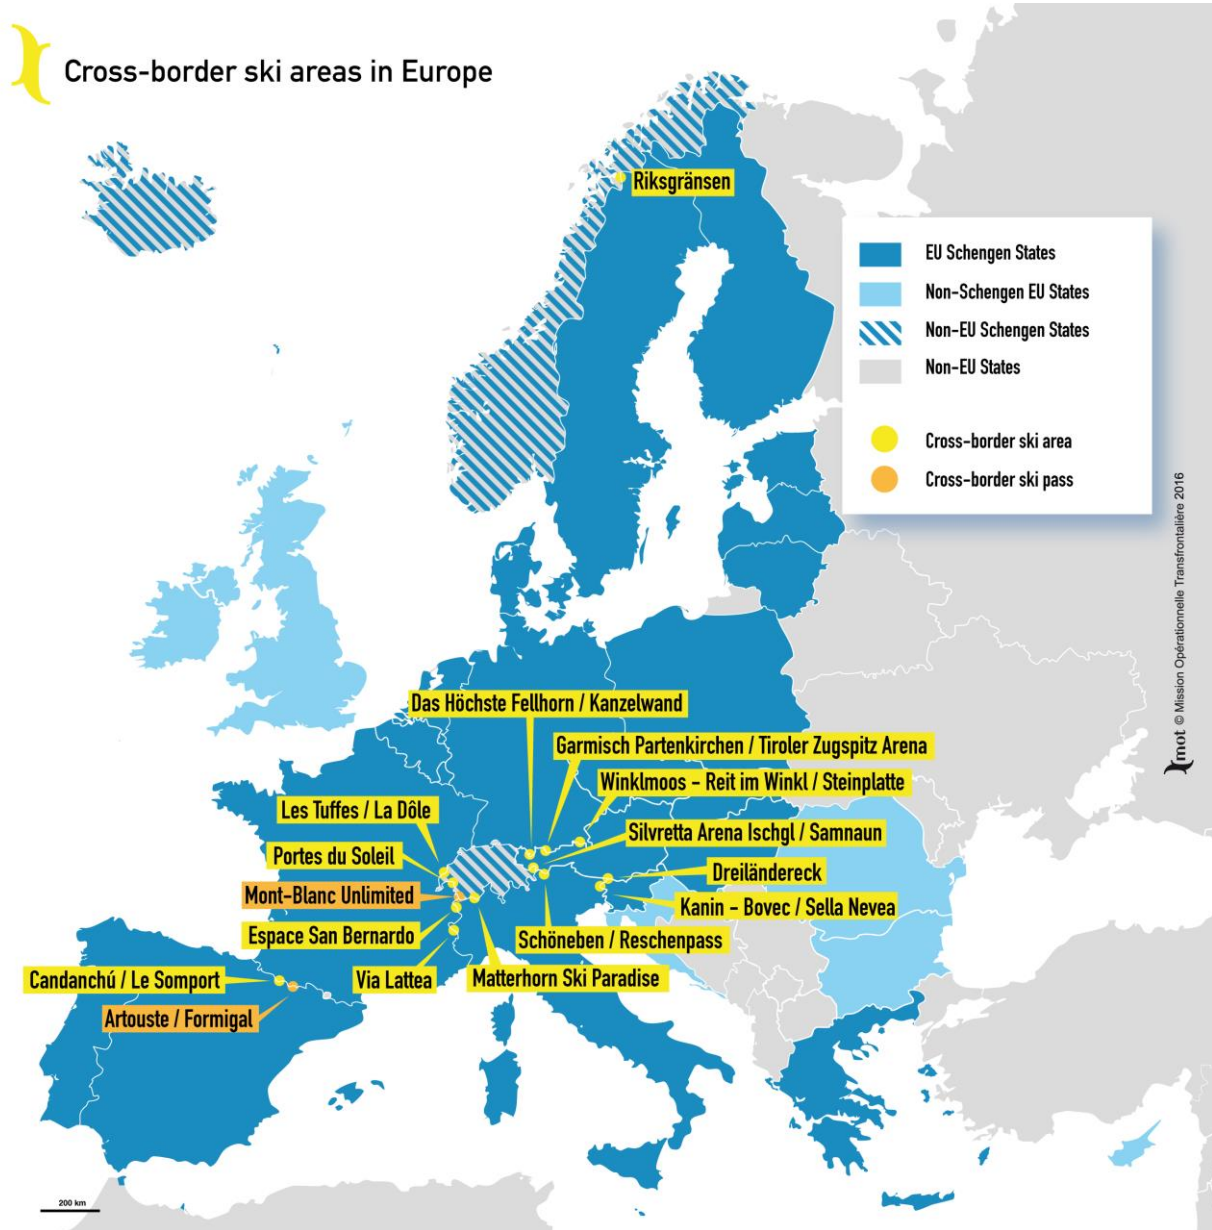 Cross-border ski areas in Europe
Riksgränsen
EU Schengen States
Non-Schengen EU States
Non-EU Schengen States
Non-EU States
Cross-border ski area
Cross-border ski pass
mot © Mission Opérationnelle Transfrontalière 2016
Das Höchste Fellhorn / Kanzelwand
Garmisch Partenkirchen / Tiroler Zugspitz Arena
Winklmoos – Reit im Winkl / Steinplatte
Les Tuffes / La Dôle
Silvretta Arena Ischgl / Samnaun
Portes du Soleil
Dreiländereck
Mont-Blanc Unlimited
Kanin – Bovec / Sella Nevea
Espace San Bernardo
Schöneben / Reschenpass
Candanchú / Le Somport
Via Lattea
Matterhorn Ski Paradise
Artouste / Formigal
200 km